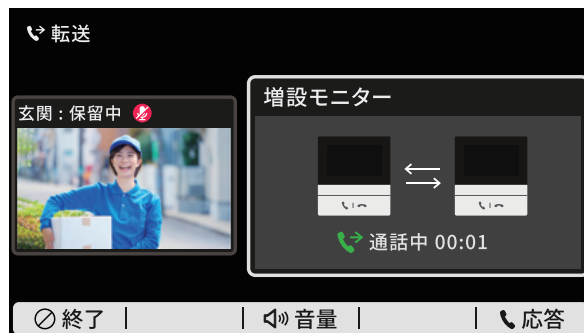 転送
玄関 : 保留中
増設モニター
通話中 00:01
終了
音量
応答